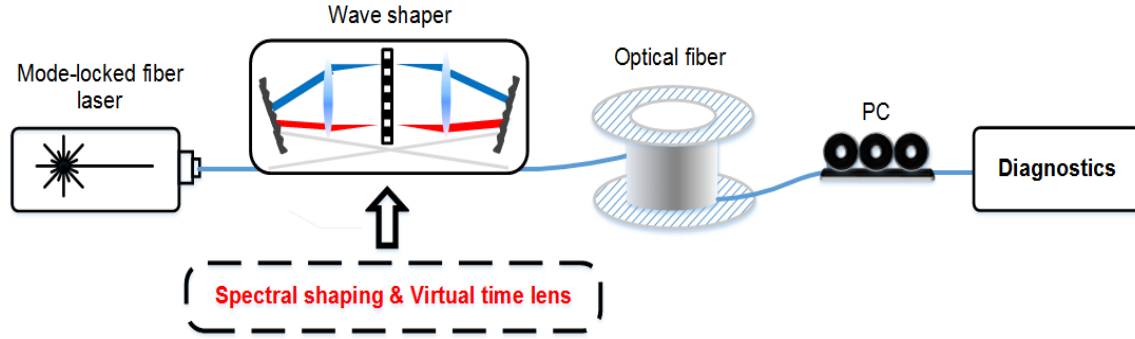 Wave shaper
Mode-locked fiber
laser
Optical fiber
PC
Diagnostics
Spectral shaping & Virtual time lens